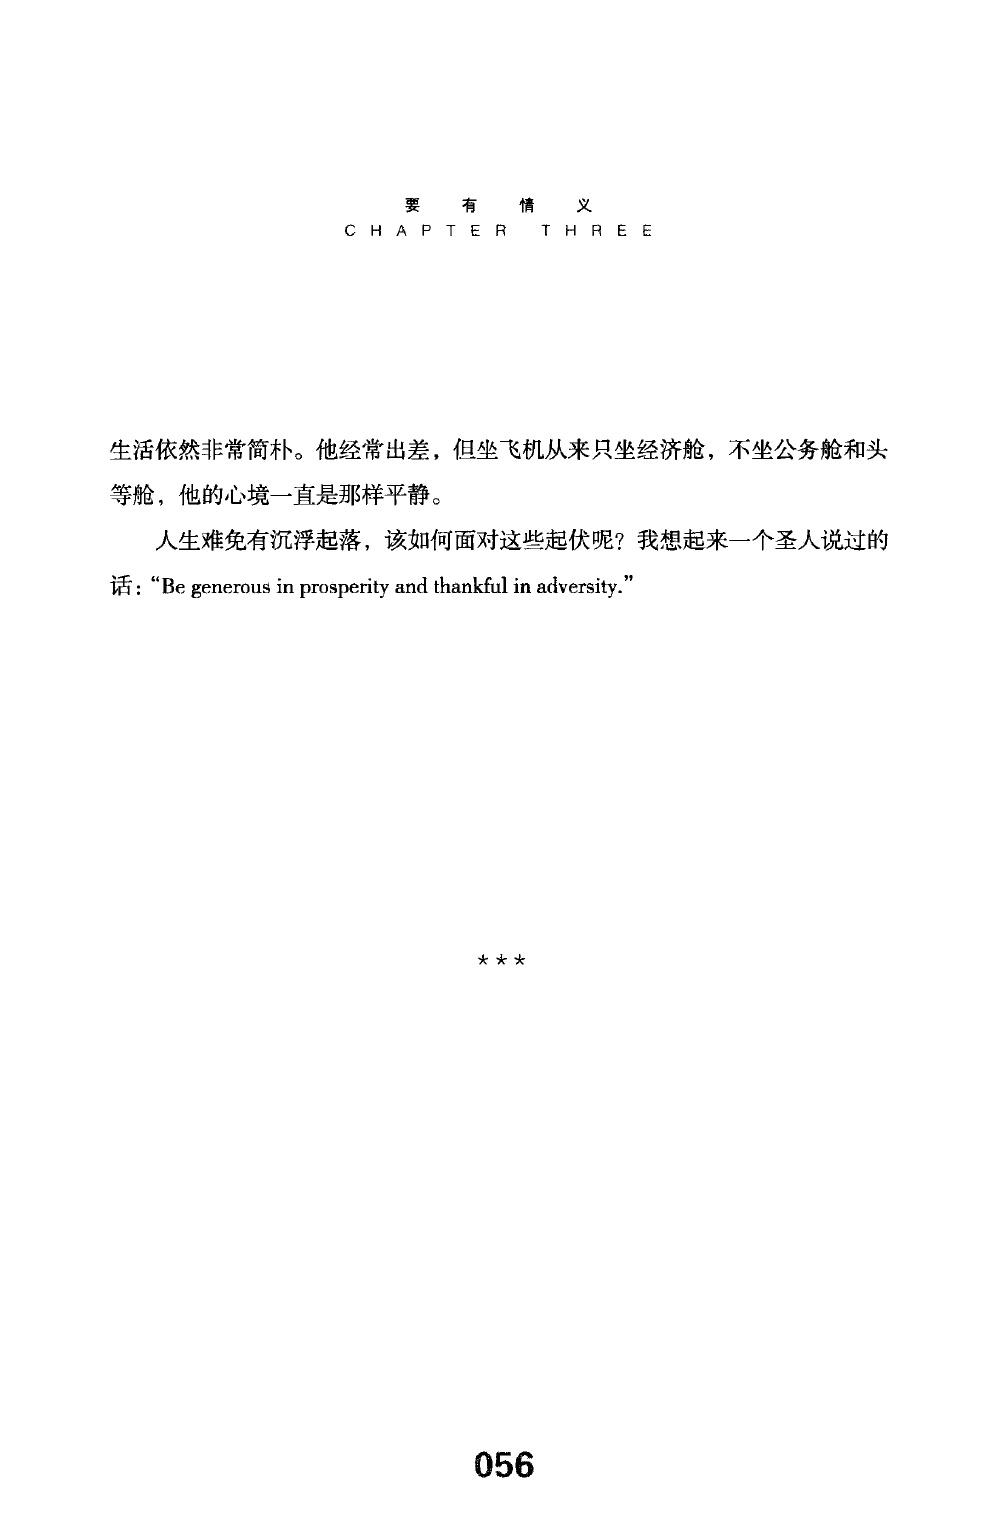 要有情义
CHAPTER THREE
生活依然非常简朴。他经常出差，但坐飞机从来只坐经济舱，不坐公务舱和头
等舱，他的心境一直是那样平静。
人生难免有沉浮起落，该如何面对这些起伏呢？我想起来一个圣人说过的
话：“Be generous in prosperity and thankful in adversity.”
***
056